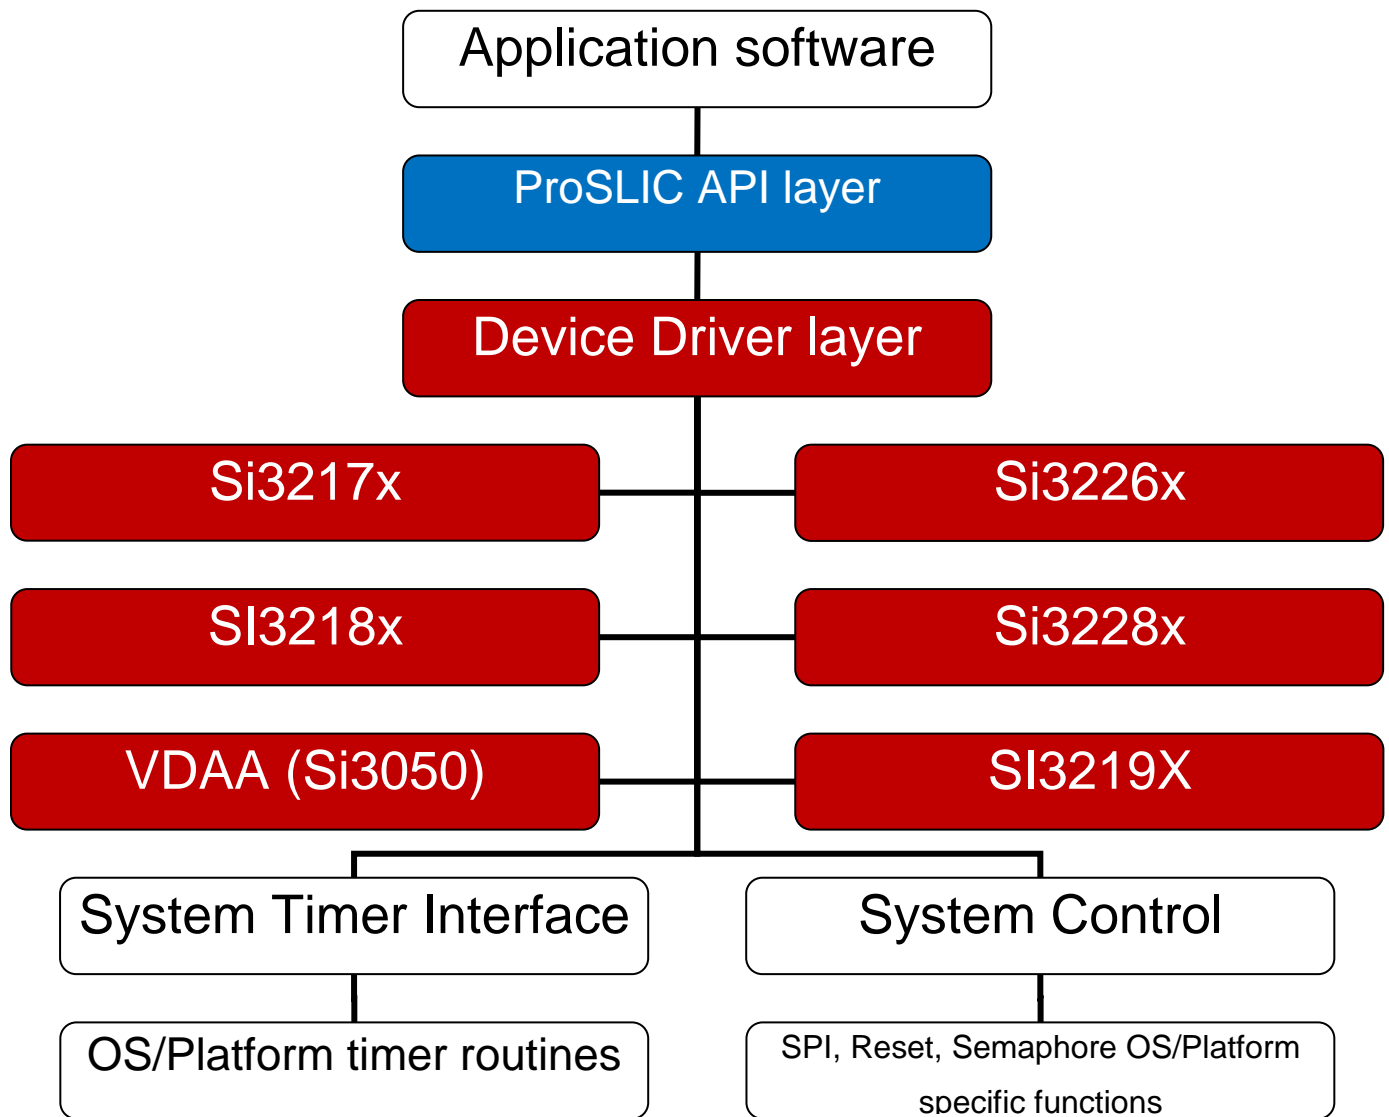 Application software
ProSLIC API layer
Device Driver layer
Si3217x
Si3226x
SI3218x
Si3228x
VDAA (Si3050)
SI3219X
System Timer Interface
System Control
OS/Platform timer routines
SPI, Reset, Semaphore OS/Platform
specific functions